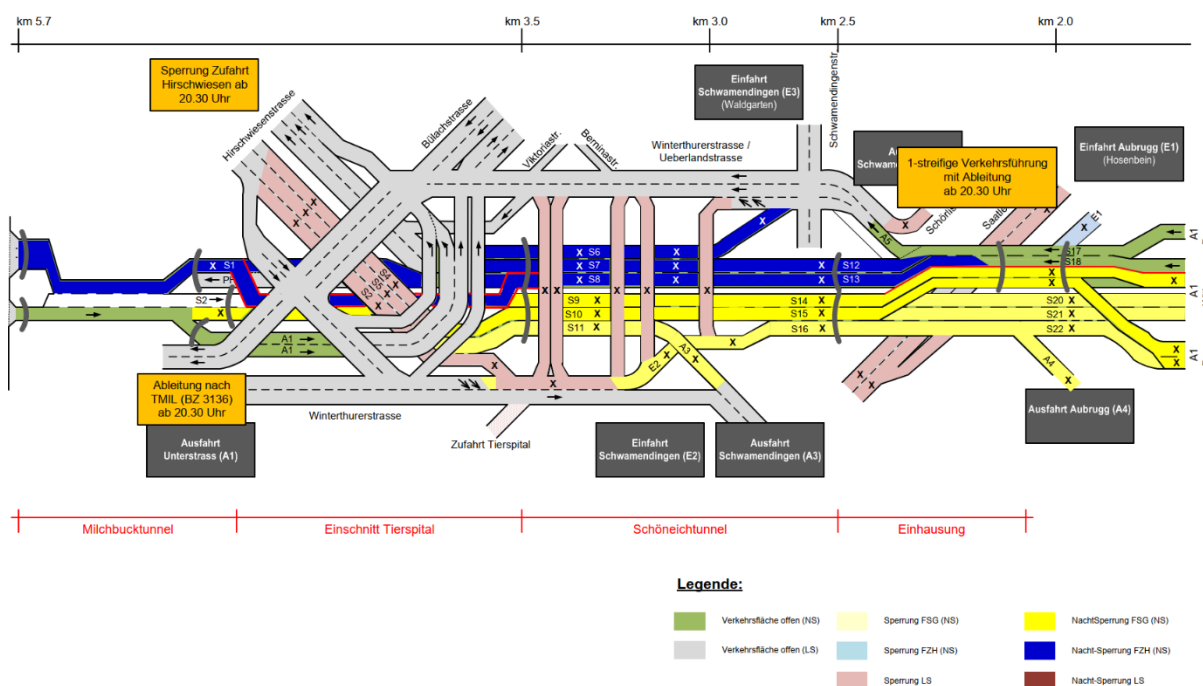 km 5.7
km 3.5
km 3.0
km 2.5
km 2.0
Sperrung Zufahrt
Hirschwiesen ab
20.30 Uhr
Hirschwiesenstrasse
Bülachstrasse
Viktoriastr.
Berninastr.
Einfahrt
Schwamendingen (E3)
(Waldgarten)
Winterthurerstrasse /
Ueberlandstrasse
Schwamendingenstr.
1-streifige Verkehrsführung
mit Ableitung
ab 20.30 Uhr
Einfahrt Aubrugg (E1)
(Hosenbein)
E1
A1
A5
S17
S18
S1
S2
S6
S7
S8
S12
S13
S9
S10
S11
S14
S15
S16
S20
S21
S22
A1
A1
A1
A1
E2
A3
A4
Ableitung nach
TMIL (BZ 3136)
ab 20.30 Uhr
Winterthurerstrasse
Zufahrt Tierspital
Ausfahrt
Unterstrass (A1)
Einfahrt
Schwamendingen (E2)
Ausfahrt
Schwamendingen (A3)
Ausfahrt Aubrugg (A4)
Milchbucktunnel
Einschnitt Tierspital
Schöneichtunnel
Einhausung
Legende:
Verkehrsfläche offen (NS)
Sperrung FSG (NS)
NachtSperrung FSG (NS)
Verkehrsfläche offen (LS)
Sperrung FZH (NS)
Nacht-Sperrung FZH (NS)
Sperrung LS
Nacht-Sperrung LS